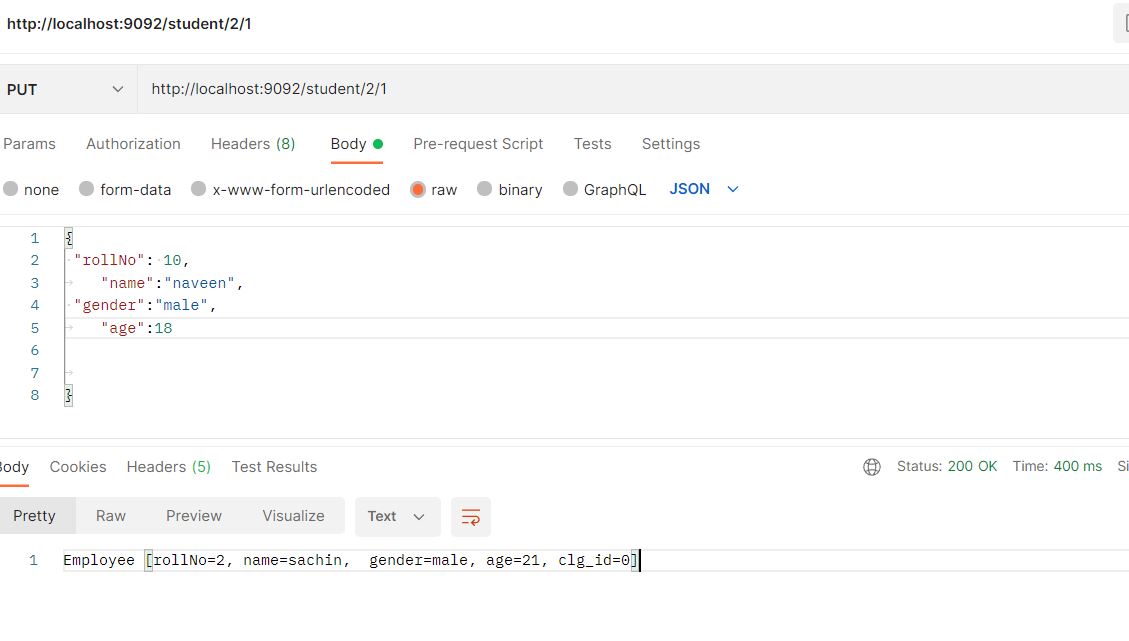 http://localhost:9092/student/2/1
PUT http://localhost:9092/student/2/1
Params Authorization Headers (8) Body Pre-request Script Tests Settings
none form-data x-www-form-urlencoded raw binary GraphQL JSON
1 {
2 "rollNo": 10,
3 "name":"naveen",
4 "gender":"male",
5 "age":18
6
7
8 }
Body Cookies Headers (5) Test Results Status: 200 OK Time: 400 ms Si
Pretty Raw Preview Visualize Text
1 Employee [rollNo=2, name=sachin,  gender=male, age=21, clg_id=0]